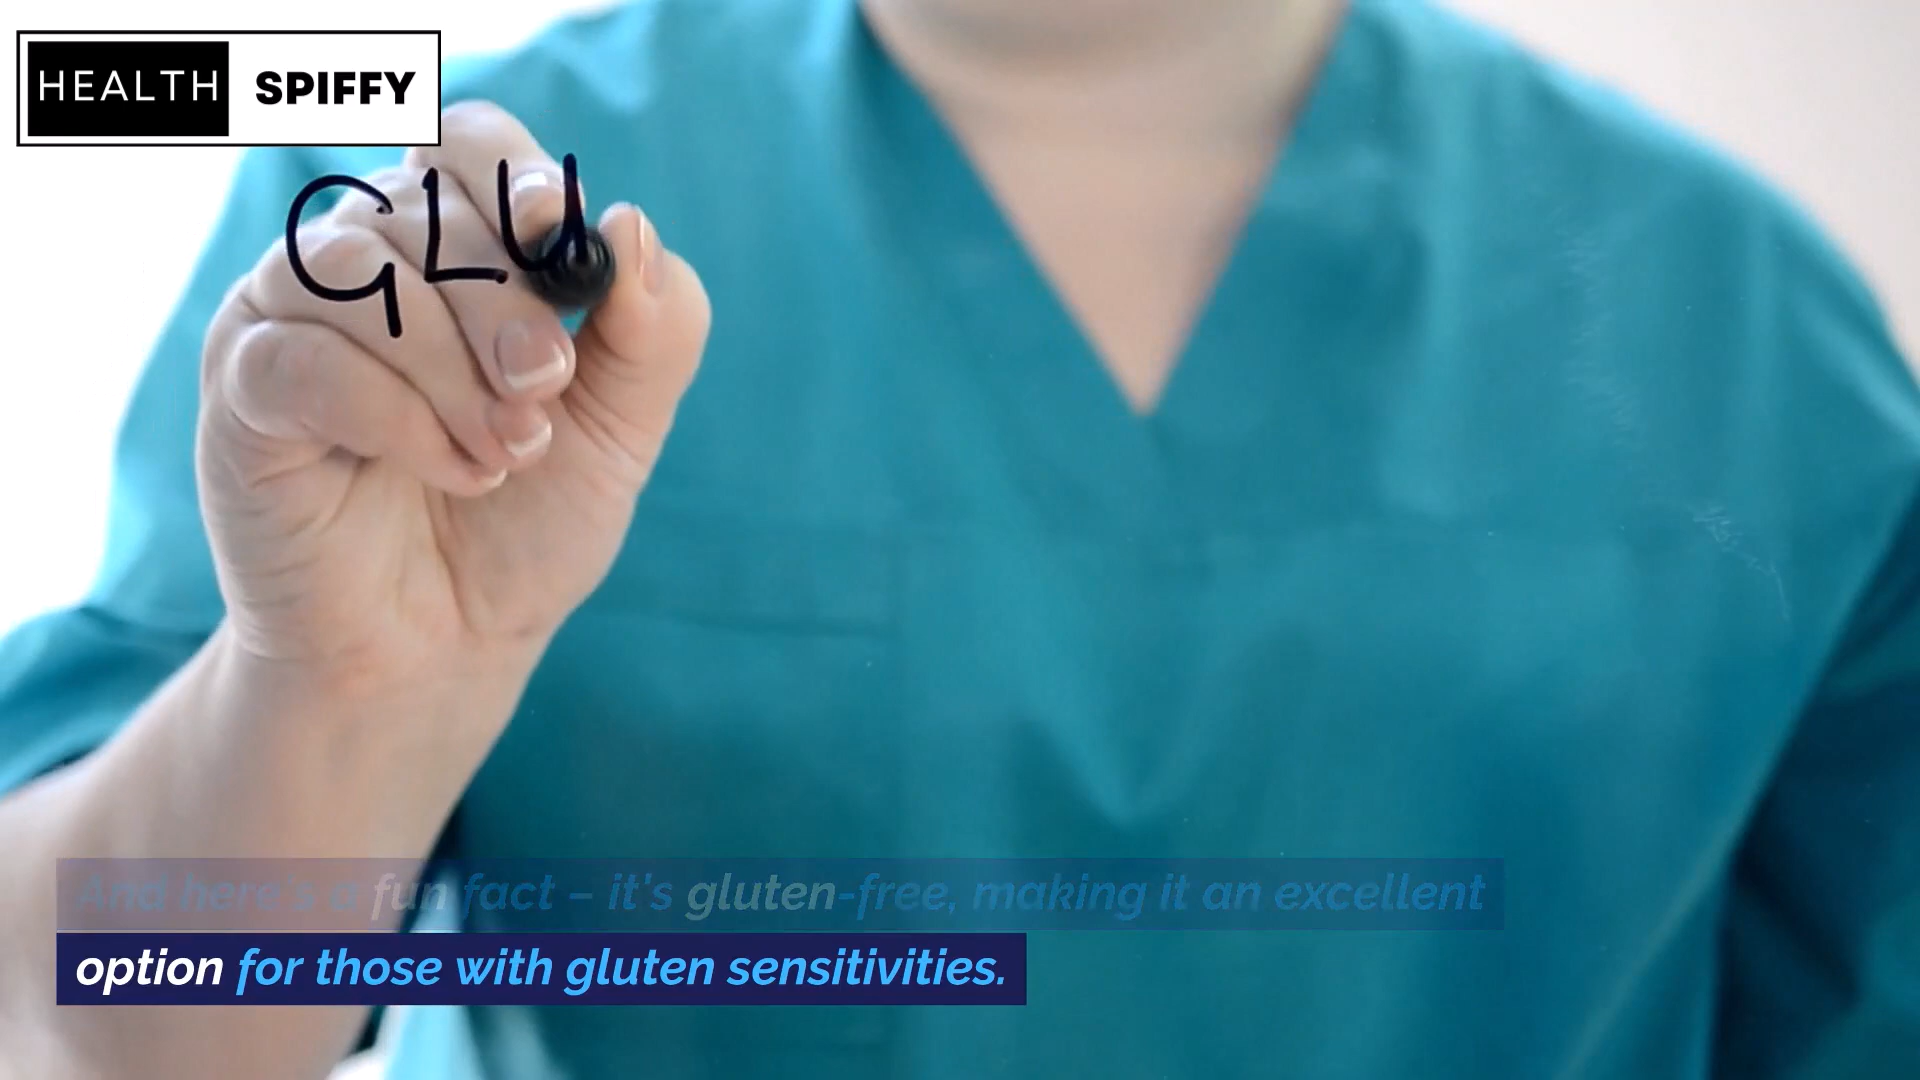 HEALTH SPIFFY
GLU
And here's a fun fact – it's gluten-free, making it an excellent
option for those with gluten sensitivities.